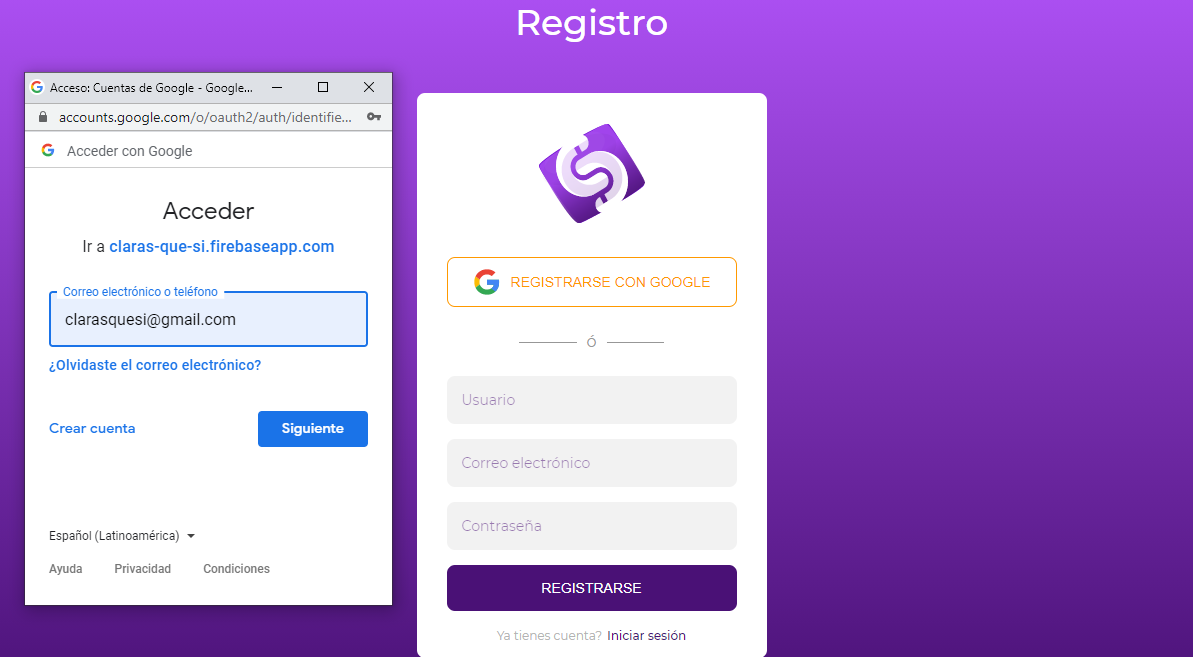 Registro
Acceso: Cuentas de Google - Google...
accounts.google.com/o/oauth2/auth/identifie...
Acceder con Google
Acceder
Ir a claras-que-si.firebaseapp.com
Correo electrónico o teléfono
clarasquesi@gmail.com
¿Olvidaste el correo electrónico?
Crear cuenta
Siguiente
Español (Latinoamérica)
Ayuda Privacidad Condiciones
REGISTRARSE CON GOOGLE
Ó
Usuario
Correo electrónico
Contraseña
REGISTRARSE
Ya tienes cuenta? Iniciar sesión